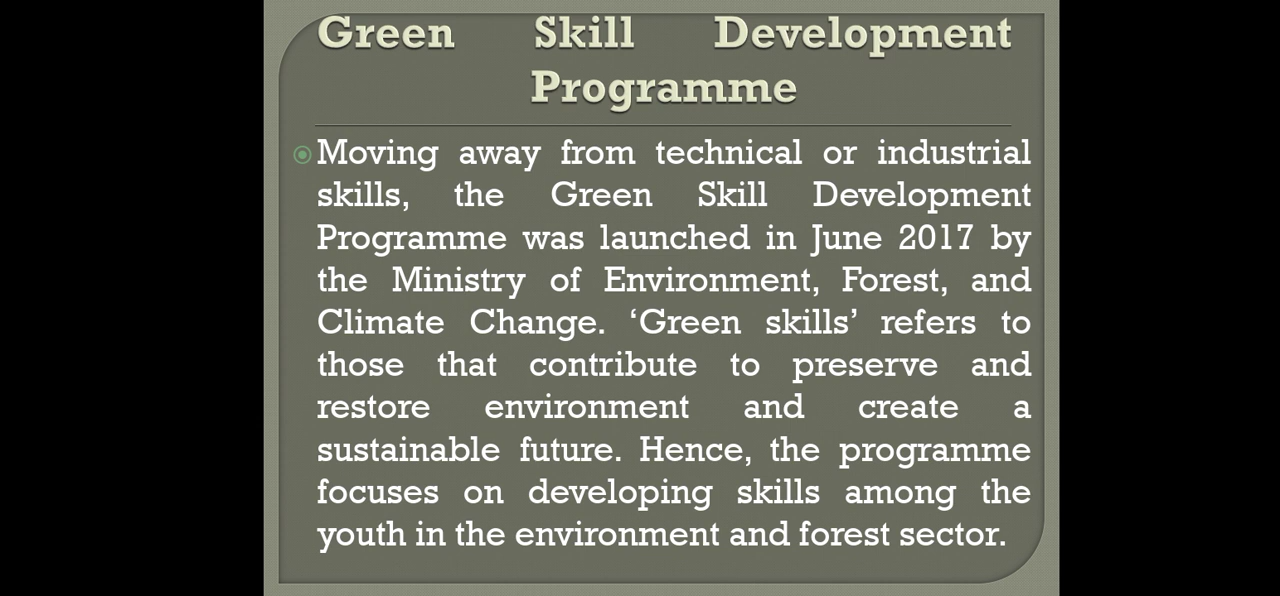 Green Skill Development
Programme
Moving away from technical or industrial
skills, the Green Skill Development
Programme was launched in June 2017 by
the Ministry of Environment, Forest, and
Climate Change. ‘Green skills’ refers to
those that contribute to preserve and
restore environment and create a
sustainable future. Hence, the programme
focuses on developing skills among the
youth in the environment and forest sector.